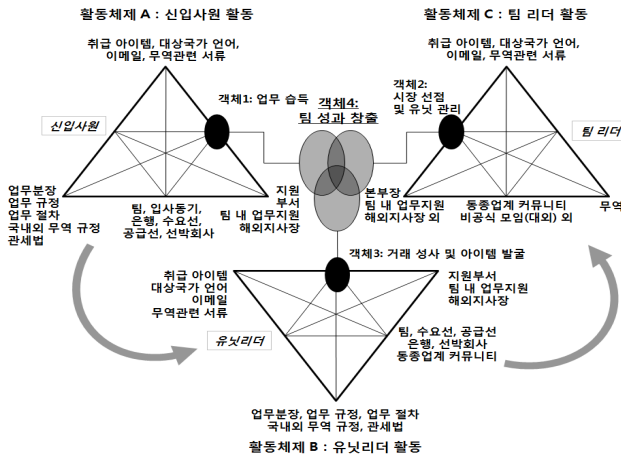 활동체제 A : 신입사원 활동
취급 아이템, 대상국가 언어,
이메일, 무역관련 서류
신입사원
객체1: 업무 습득
업무분장
업무 규정
업무 절차
국내외 무역 규정
관세법
팀, 입사동기,
은행, 수요선,
공급선, 선박회사
지원
부서
팀 내 업무지원
해외지사장
객체4:
팀 성과 창출
활동체제 C : 팀 리더 활동
취급 아이템, 대상국가 언어,
이메일, 무역관련 서류
객체2:
시장 선점
및 유닛 관리
팀 리더
본부장
팀 내 업무지원
해외지사장 외
동종업계 커뮤니티
비공식 모임(대외) 외
무역
객체3: 거래 성사 및 아이템 발굴
취급 아이템
대상국가 언어
이메일
무역관련 서류
유닛리더
지원부서
팀 내 업무지원
해외지사장
팀, 수요선, 공급선
은행, 선박회사
동종업계 커뮤니티
업무분장, 업무 규정, 업무 절차
국내외 무역 규정, 관세법
활동체제 B : 유닛리더 활동